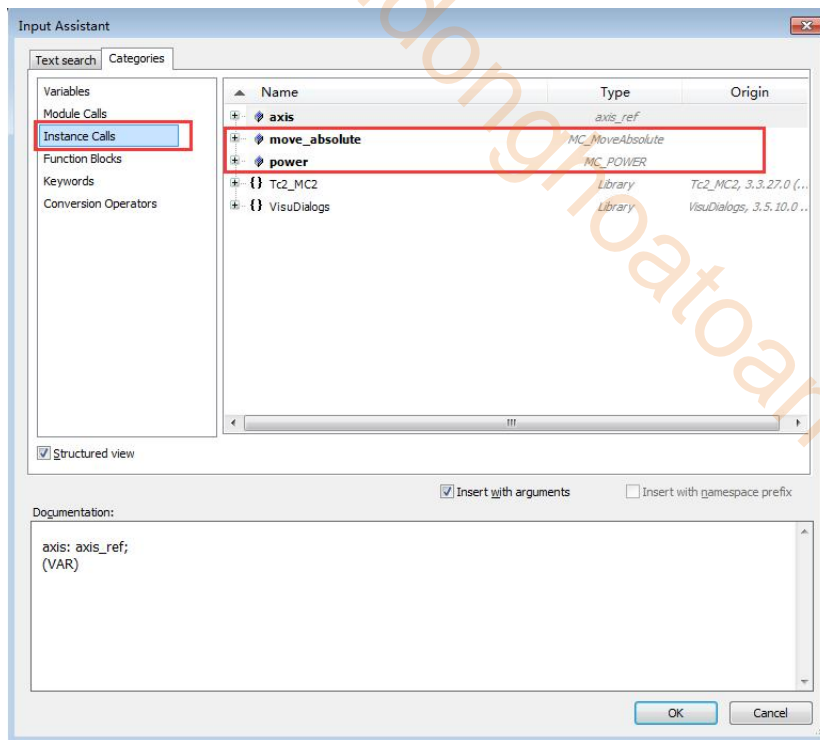 Input Assistant
Text search Categories
Variables
Module Calls
Instance Calls
Function Blocks
Keywords
Conversion Operators
Name Type Origin
axis axis_ref
move_absolute MC_MoveAbsolute
power MC_POWER
{} Tc2_MC2 Library Tc2_MC2, 3.3.27.0 (...
{} VisuDialogs Library VisuDialogs, 3.5.10.0 ...
Structured view
Insert with arguments Insert with namespace prefix
Documentation:
axis: axis_ref;
(VAR)
OK Cancel
donghoatoan